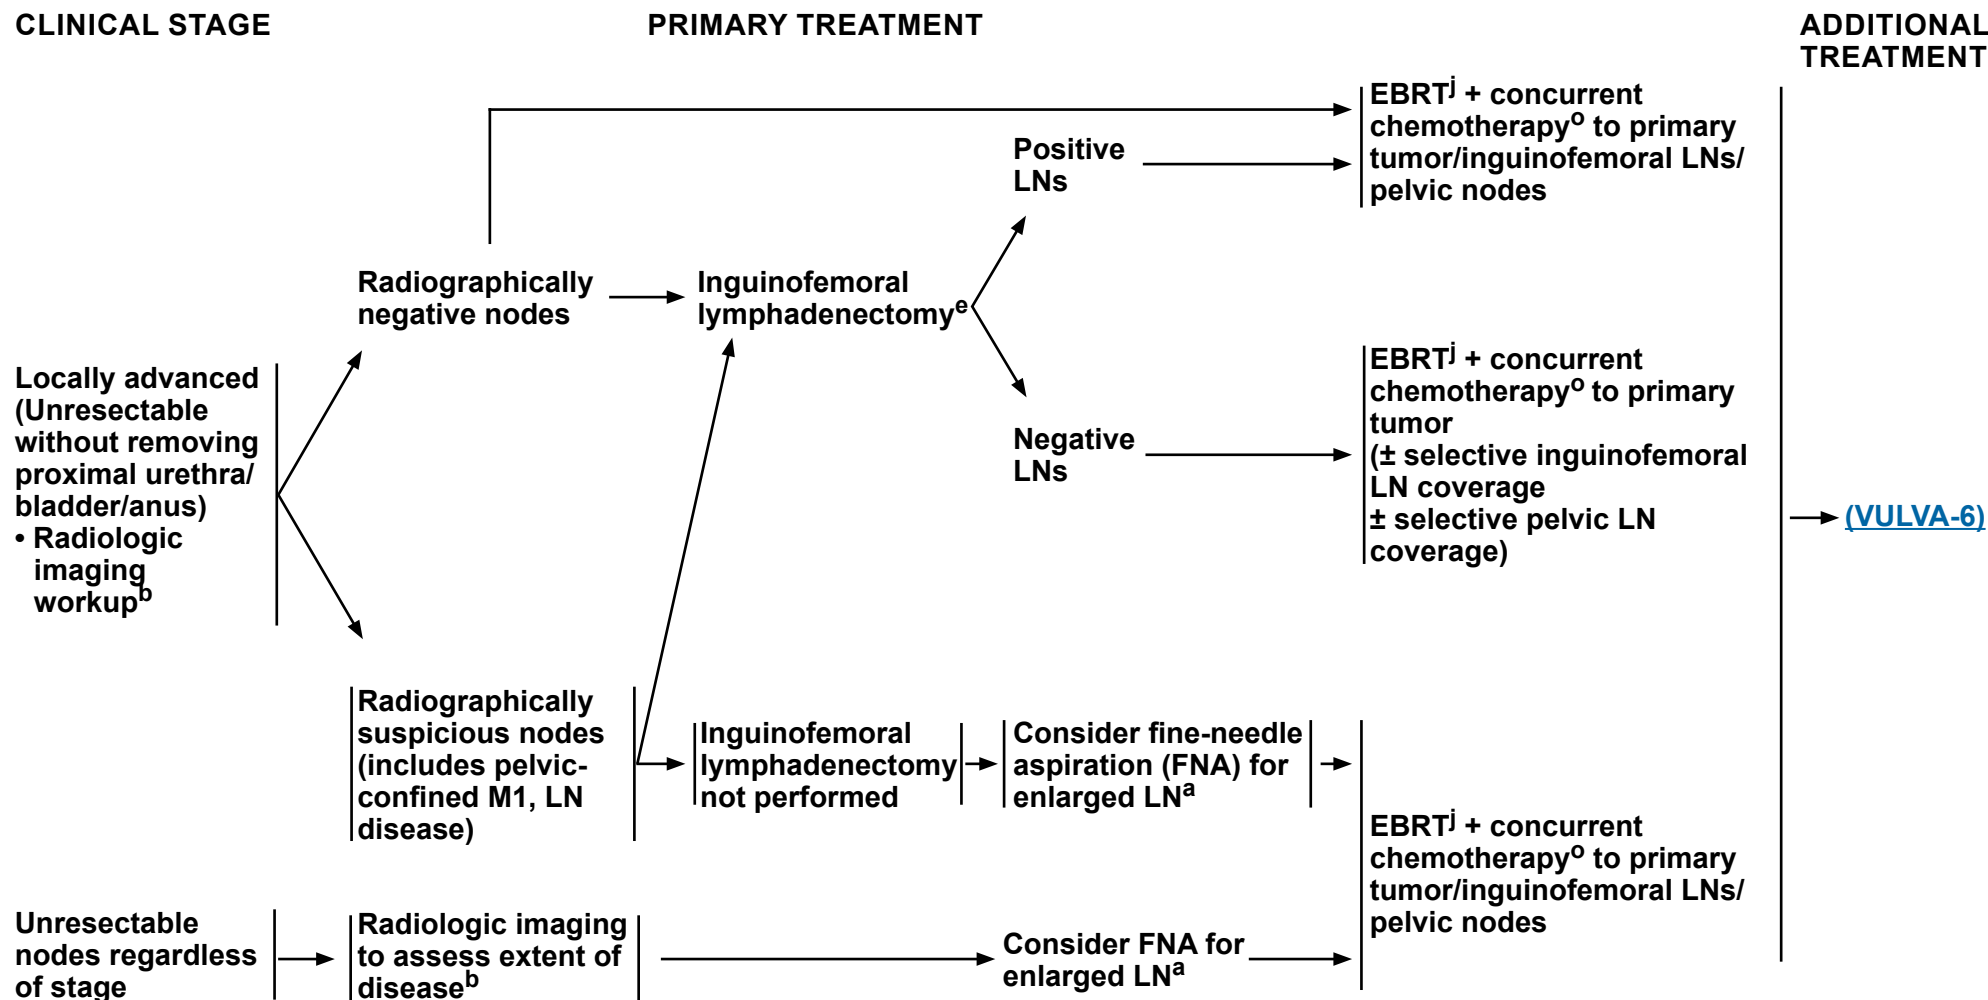 CLINICAL STAGE
PRIMARY TREATMENT
ADDITIONAL
TREATMENT
EBRTj + concurrent
chemotherapyo to primary
tumor/inguinofemoral LNs/
pelvic nodes
Positive
LNs
Radiographically
negative nodes
Inguinofemoral
lymphadenectomye
Locally advanced
(Unresectable
without removing
proximal urethra/
bladder/anus)
• Radiologic
imaging
workupb
EBRTj + concurrent
chemotherapyo to primary
tumor
(± selective inguinofemoral
LN coverage
± selective pelvic LN
coverage)
Negative
LNs
(VULVA-6)
Radiographically
suspicious nodes
(includes pelvic-
confined M1, LN
disease)
Inguinofemoral
lymphadenectomy
not performed
Consider fine-needle
aspiration (FNA) for
enlarged LNa
EBRTj + concurrent
chemotherapyo to primary
tumor/inguinofemoral LNs/
pelvic nodes
Unresectable
nodes regardless
of stage
Radiologic imaging
to assess extent of
diseaseb
Consider FNA for
enlarged LNa